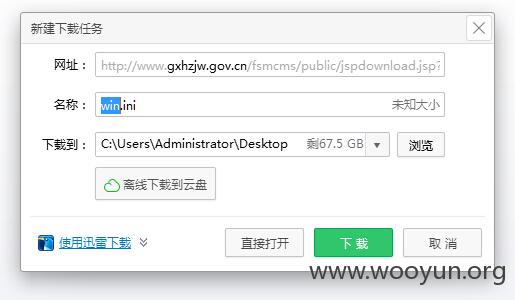 新建下载任务
网址： http://www.gxhzjw.gov.cn/fsmcms/public/jspdownload.jsp?
名称： win.ini 未知大小
下载到： C:\Users\Administrator\Desktop 剩67.5 GB 浏览
离线下载到云盘
使用迅雷下载 直接打开 下 载 取 消
www.wooyun.org